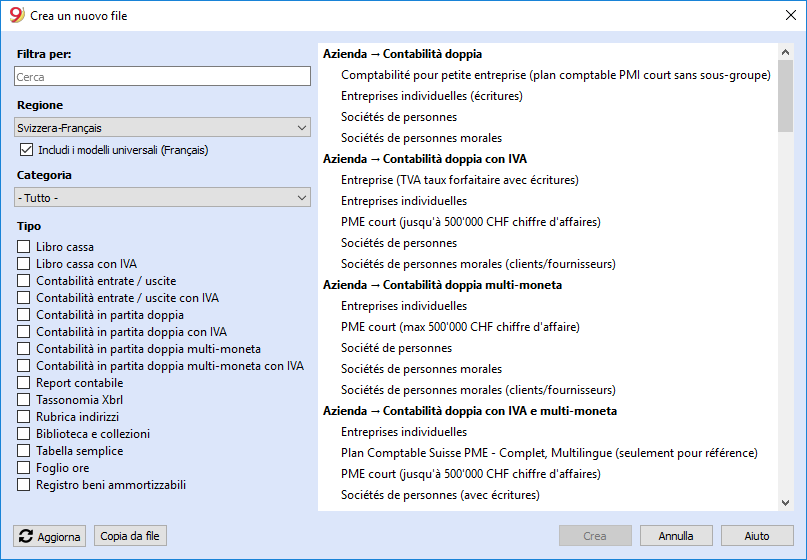 9 Crea un nuovo file
Filtra per:
Cerca
Regione
Svizzera-Français
Includi i modelli universali (Français)
Categoria
- Tutto -
Tipo
Libro cassa
Libro cassa con IVA
Contabilità entrate / uscite
Contabilità entrate / uscite con IVA
Contabilità in partita doppia
Contabilità in partita doppia con IVA
Contabilità in partita doppia multi-moneta
Contabilità in partita doppia multi-moneta con IVA
Report contabile
Tassonomia Xbrl
Rubrica indirizzi
Biblioteca e collezioni
Tabella semplice
Foglio ore
Registro beni ammortizzabili
Azienda → Contabilità doppia
Comptabilité pour petite entreprise (plan comptable PMI court sans sous-groupe)
Entreprises individuelles (écritures)
Sociétés de personnes
Sociétés de personnes morales
Azienda → Contabilità doppia con IVA
Entreprise (TVA taux forfaitaire avec écritures)
Entreprises individuelles
PME court (jusqu'à 500'000 CHF chiffre d'affaires)
Sociétés de personnes
Sociétés de personnes morales (clients/fournisseurs)
Azienda → Contabilità doppia multi-moneta
Entreprises individuelles
PME court (max 500'000 CHF chiffre d'affaire)
Société de personnes
Sociétés de personnes morales
Sociétés de personnes morales (clients/fournisseurs)
Azienda → Contabilità doppia con IVA e multi-moneta
Entreprises individuelles
Plan Comptable Suisse PME - Complet, Multilingue (seulement pour référence)
PME court (jusqu'à 500'000 CHF chiffre d'affaires)
Sociétés de personnes (avec écritures)
Aggiorna
Copia da file
Crea
Annulla
Aiuto